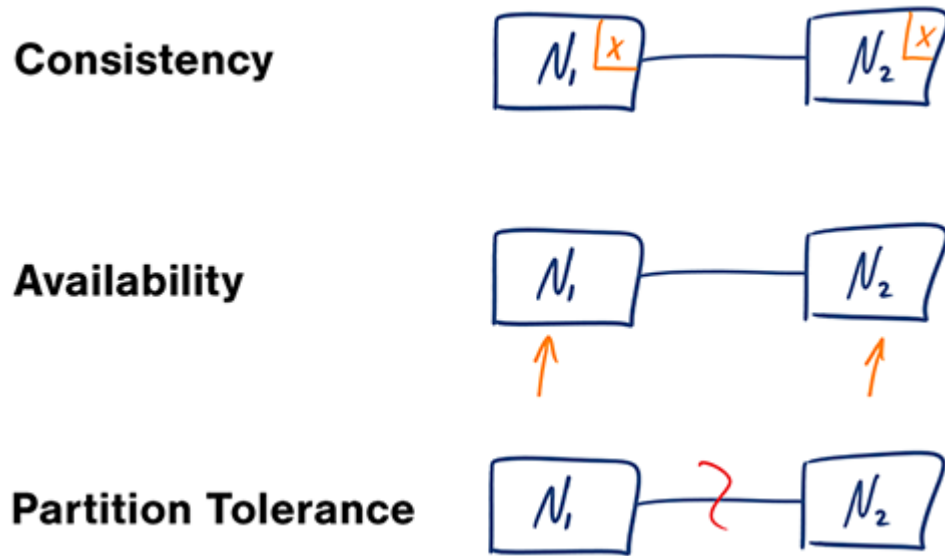 Consistency N₁ x N₂ x
Availability N₁ N₂
Partition Tolerance N₁ N₂